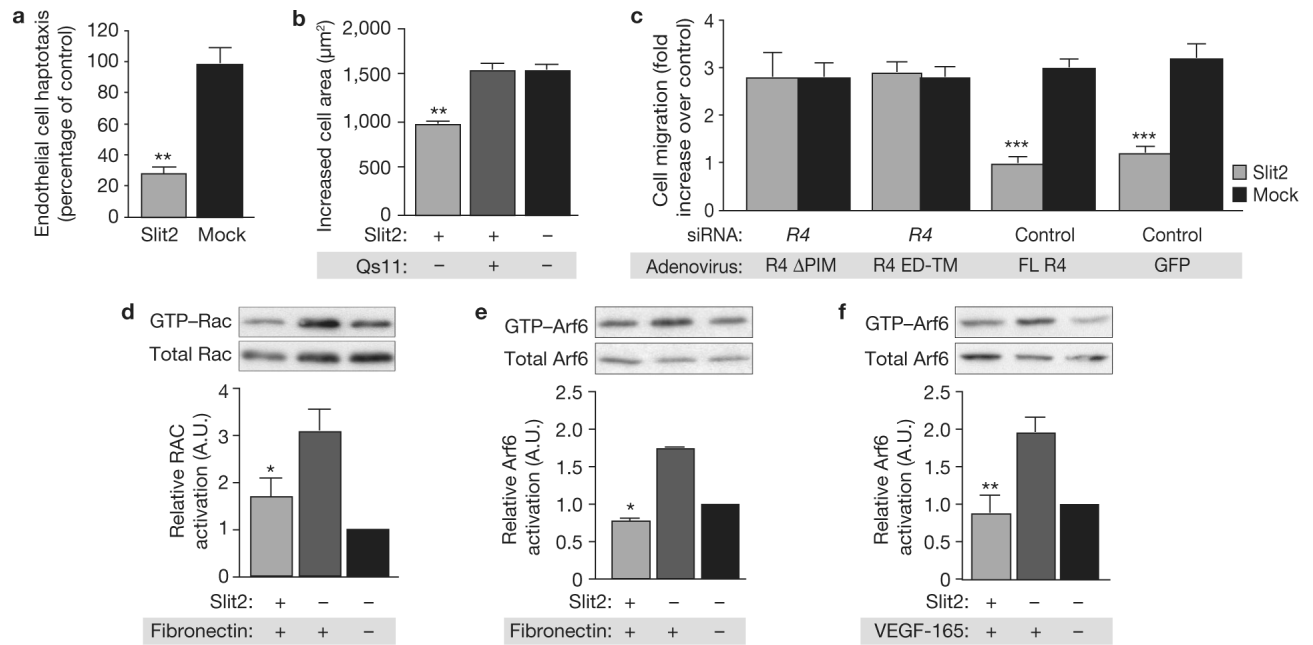 a
Endothelial cell haptotaxis
(percentage of control)
120
100
80
60
40
20
0
**
Slit2 Mock
b
Increased cell area (µm²)
2,000
1,500
1,000
500
0
**
Slit2: + + –
Qs11: – + –
c
Cell migration (fold
increase over control)
4
3
2
1
0
*** ***
Slit2
Mock
siRNA: R4 R4 Control Control
Adenovirus: R4 ΔPIM R4 ED-TM FL R4 GFP
d
GTP–Rac
Total Rac
Relative RAC
activation (A.U.)
4
3
2
1
0
*
Slit2: + – –
Fibronectin: + + –
e
GTP–Arf6
Total Arf6
Relative Arf6
activation (A.U.)
2.5
2.0
1.5
1.0
0.5
0
*
Slit2: + – –
Fibronectin: + + –
f
GTP–Arf6
Total Arf6
Relative Arf6
activation (A.U.)
2.5
2.0
1.5
1.0
0.5
0
**
Slit2: + – –
VEGF-165: + + –